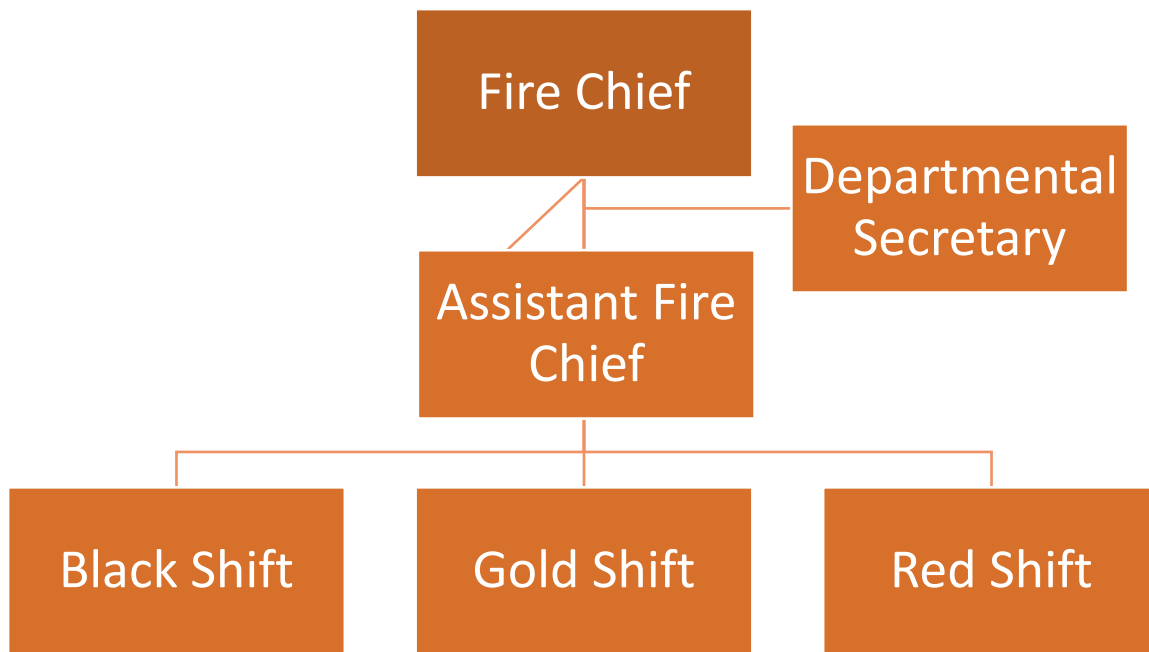 Fire Chief
Departmental
Secretary
Assistant Fire
Chief
Black Shift
Gold Shift
Red Shift